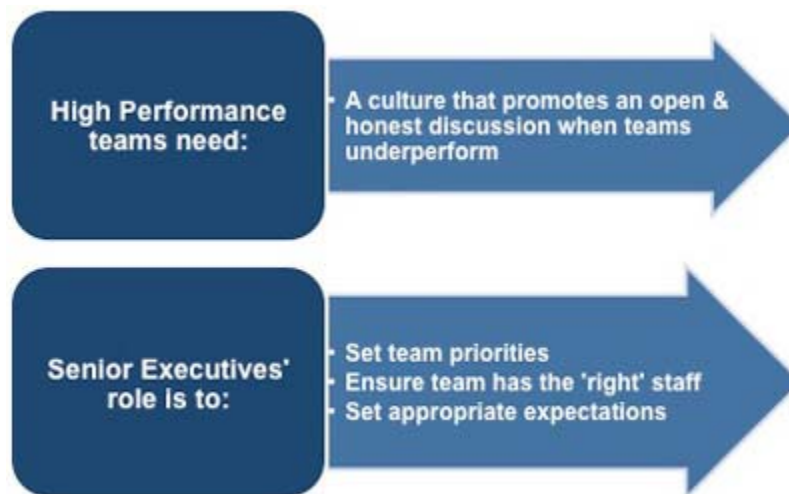 High Performance
teams need:
• A culture that promotes an open &
honest discussion when teams
underperform
Senior Executives'
role is to:
• Set team priorities
• Ensure team has the 'right' staff
• Set appropriate expectations